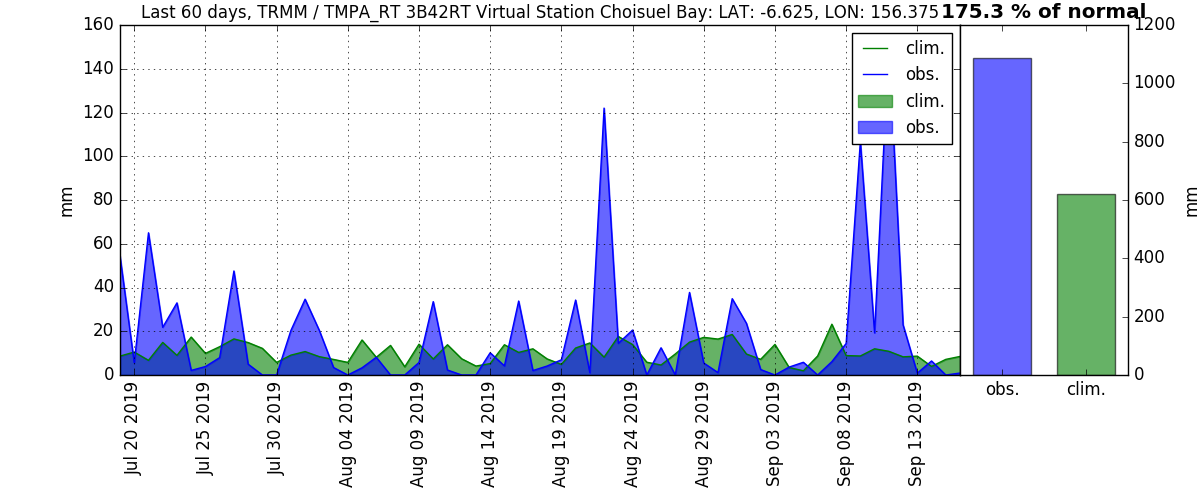 Last 60 days, TRMM / TMPA_RT 3B42RT Virtual Station Choisuel Bay: LAT: -6.625, LON: 156.375
175.3 % of normal
160
140
120
100
80
60
40
20
0
mm
clim.
obs.
clim.
obs.
Jul 20 2019
Jul 25 2019
Jul 30 2019
Aug 04 2019
Aug 09 2019
Aug 14 2019
Aug 19 2019
Aug 24 2019
Aug 29 2019
Sep 03 2019
Sep 08 2019
Sep 13 2019
1200
1000
800
600
400
200
0
mm
obs.
clim.